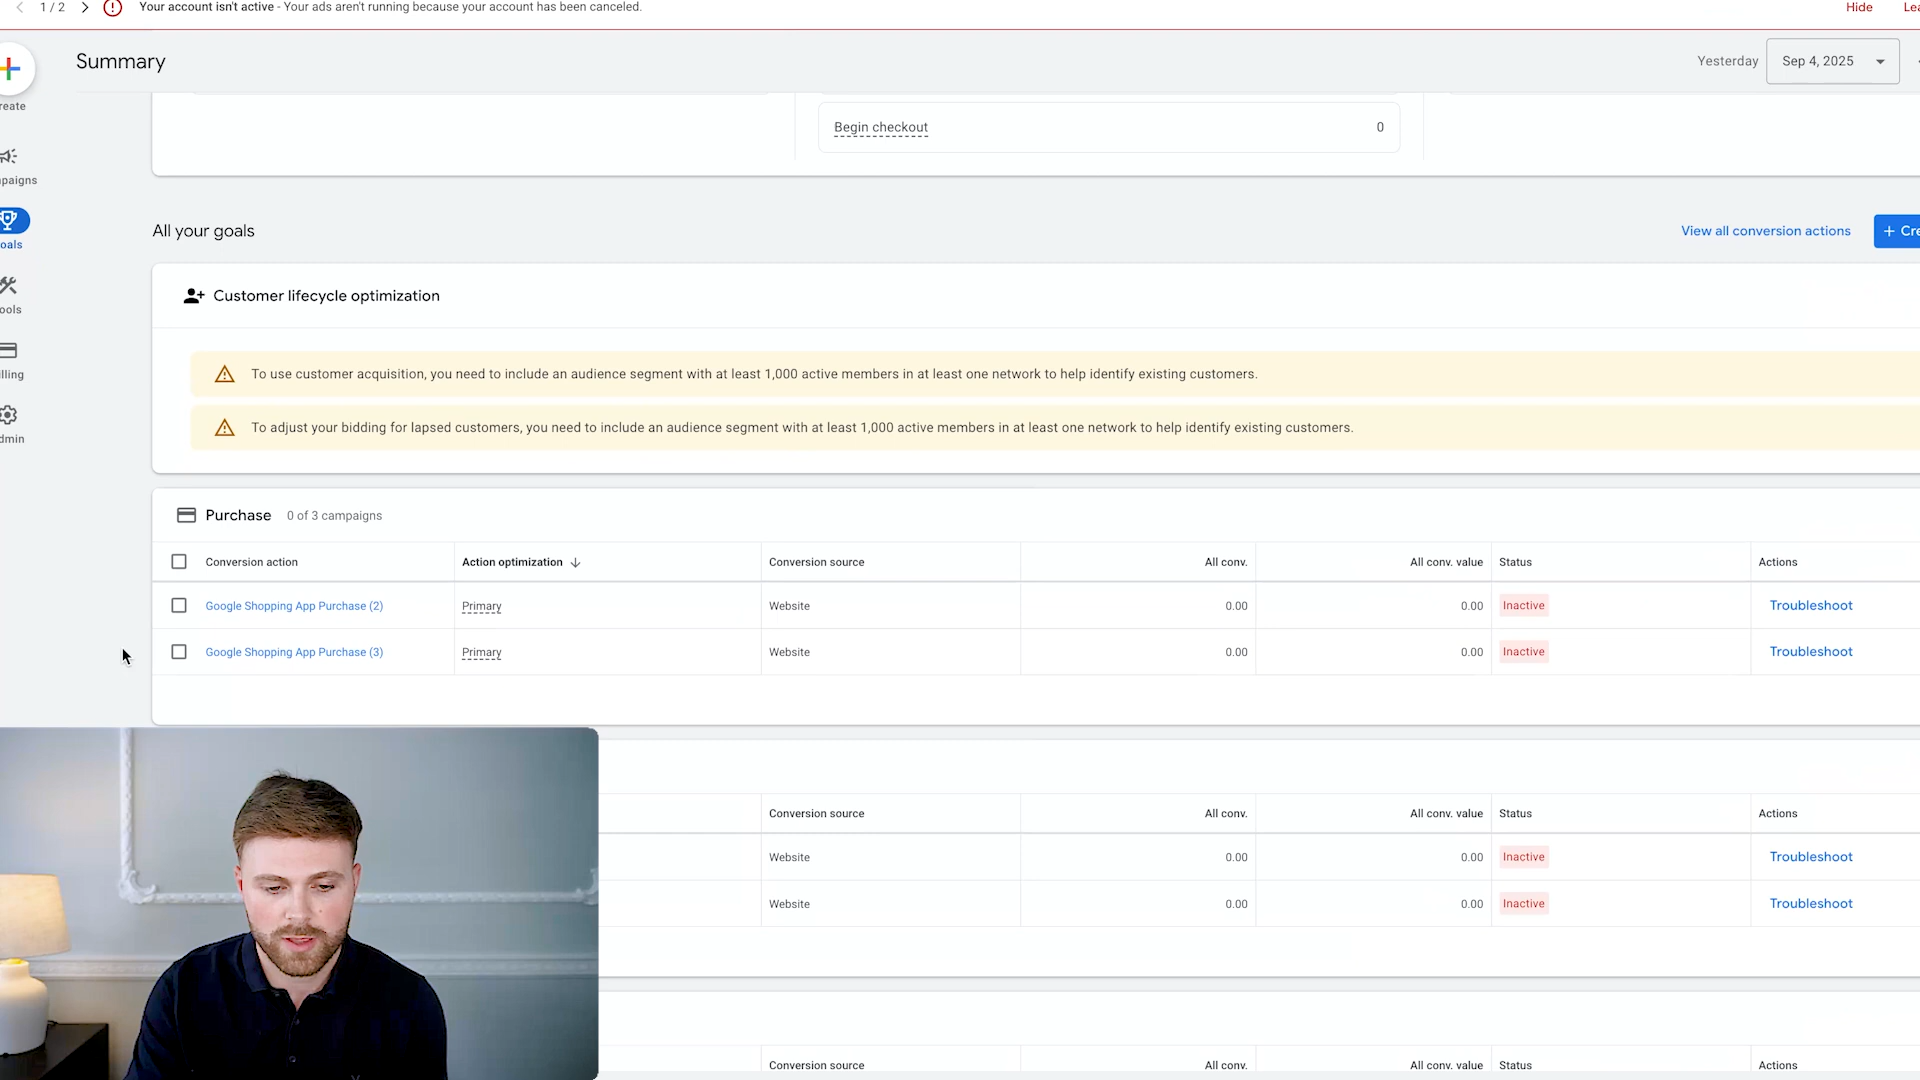 1 / 2
Your account isn't active - Your ads aren't running because your account has been canceled.
Hide
Lea
Summary
Yesterday
Sep 4, 2025
reate
Begin checkout
0
paigns
All your goals
View all conversion actions
+ Cre
oals
Customer lifecycle optimization
ools
To use customer acquisition, you need to include an audience segment with at least 1,000 active members in at least one network to help identify existing customers.
illing
To adjust your bidding for lapsed customers, you need to include an audience segment with at least 1,000 active members in at least one network to help identify existing customers.
dmin
Purchase 0 of 3 campaigns
Conversion action Action optimization Conversion source All conv. All conv. value Status Actions
Google Shopping App Purchase (2) Primary Website 0.00 0.00 Inactive Troubleshoot
Google Shopping App Purchase (3) Primary Website 0.00 0.00 Inactive Troubleshoot
Conversion source All conv. All conv. value Status Actions
Website 0.00 0.00 Inactive Troubleshoot
Website 0.00 0.00 Inactive Troubleshoot
Conversion source All conv. All conv. value Status Actions